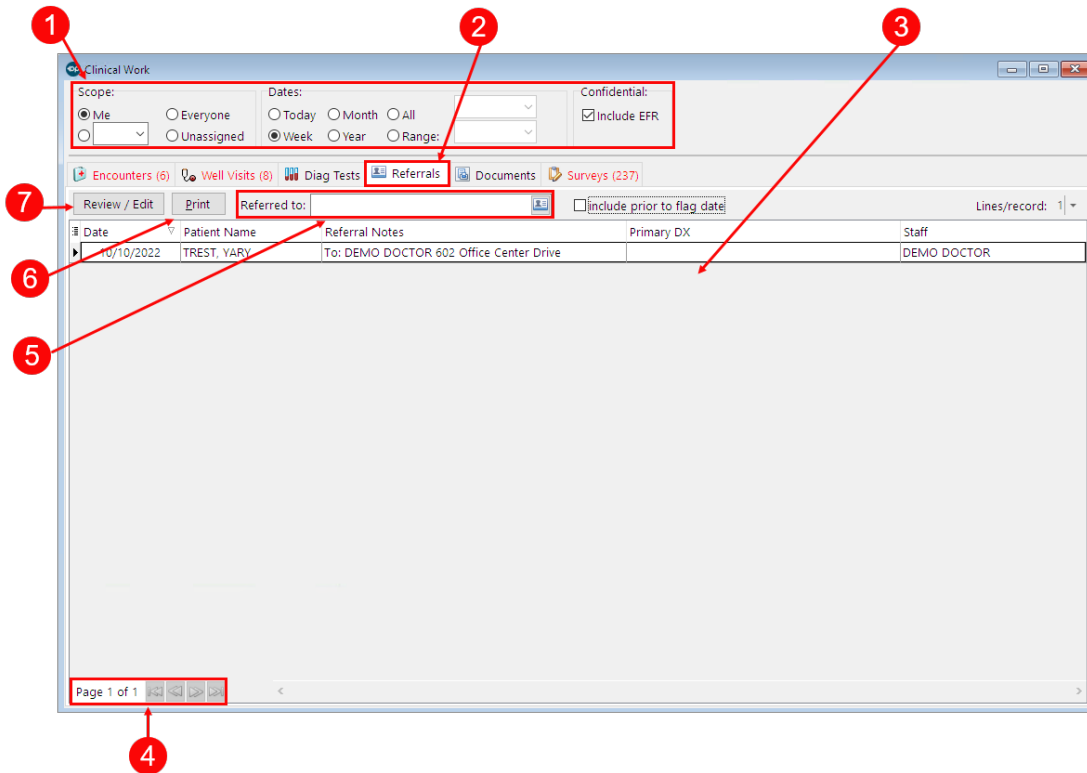 1
2
3
Clinical Work
Scope: Dates: Confidential:
Me Everyone Today Month All Include EFR
Unassigned Week Year Range:
Encounters (6) Well Visits (8) Diag Tests Referrals Documents Surveys (237)
7
Review / Edit Print Referred to: include prior to flag date Lines/record: 1
Date Patient Name Referral Notes Primary DX Staff
10/10/2022 TREST, YARY To: DEMO DOCTOR 602 Office Center Drive DEMO DOCTOR
6
5
Page 1 of 1
4